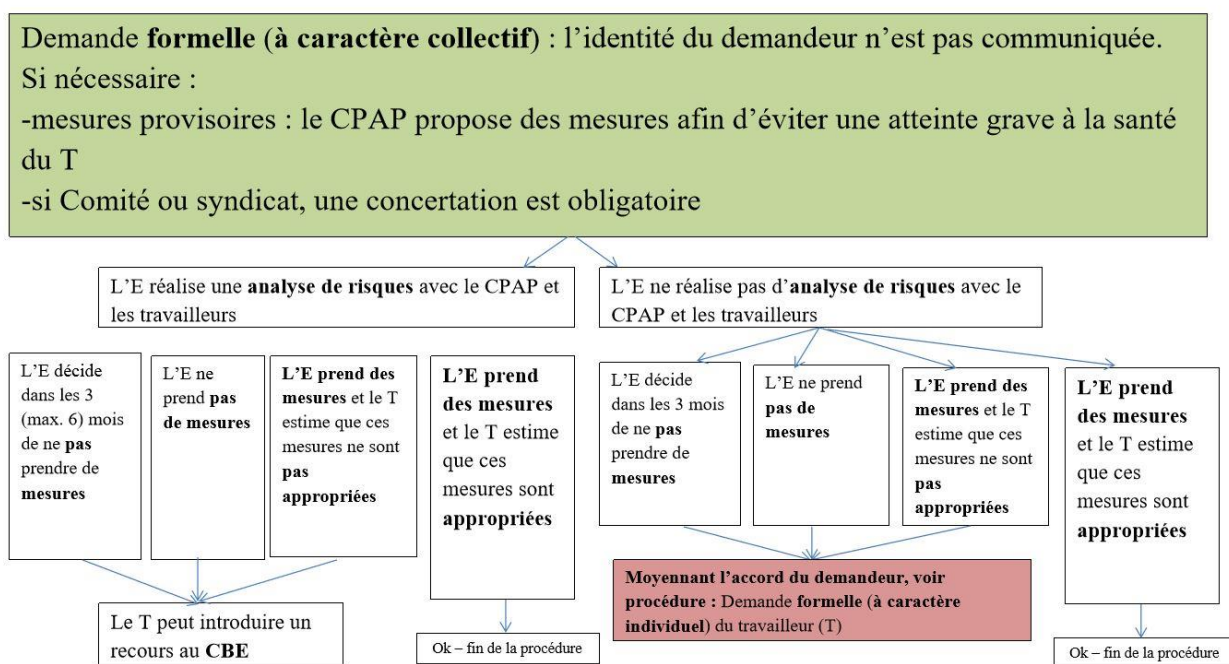 Demande formelle (à caractère collectif) : l’identité du demandeur n’est pas communiquée.
Si nécessaire :
-mesures provisoires : le CPAP propose des mesures afin d’éviter une atteinte grave à la santé
du T
-si Comité ou syndicat, une concertation est obligatoire
L’E réalise une analyse de risques avec le CPAP et
les travailleurs
L’E ne réalise pas d’analyse de risques avec le
CPAP et les travailleurs
L’E décide
dans les 3
(max. 6) mois
de ne pas
prendre de
mesures
L’E ne
prend pas
de mesures
L’E prend des
mesures et le T
estime que ces
mesures ne sont
pas
appropriées
L’E prend
des mesures
et le T estime
que ces
mesures sont
appropriées
L’E décide
dans les 3 mois
de ne pas
prendre de
mesures
L’E ne prend
pas de
mesures
L’E prend des
mesures et le T
estime que ces
mesures ne sont
pas appropriées
L’E prend
des mesures
et le T estime
que ces
mesures sont
appropriées
Le T peut introduire un
recours au CBE
Ok – fin de la procédure
Moyennant l’accord du demandeur, voir
procédure : Demande formelle (à caractère
individuel) du travailleur (T)
Ok – fin de la procédure